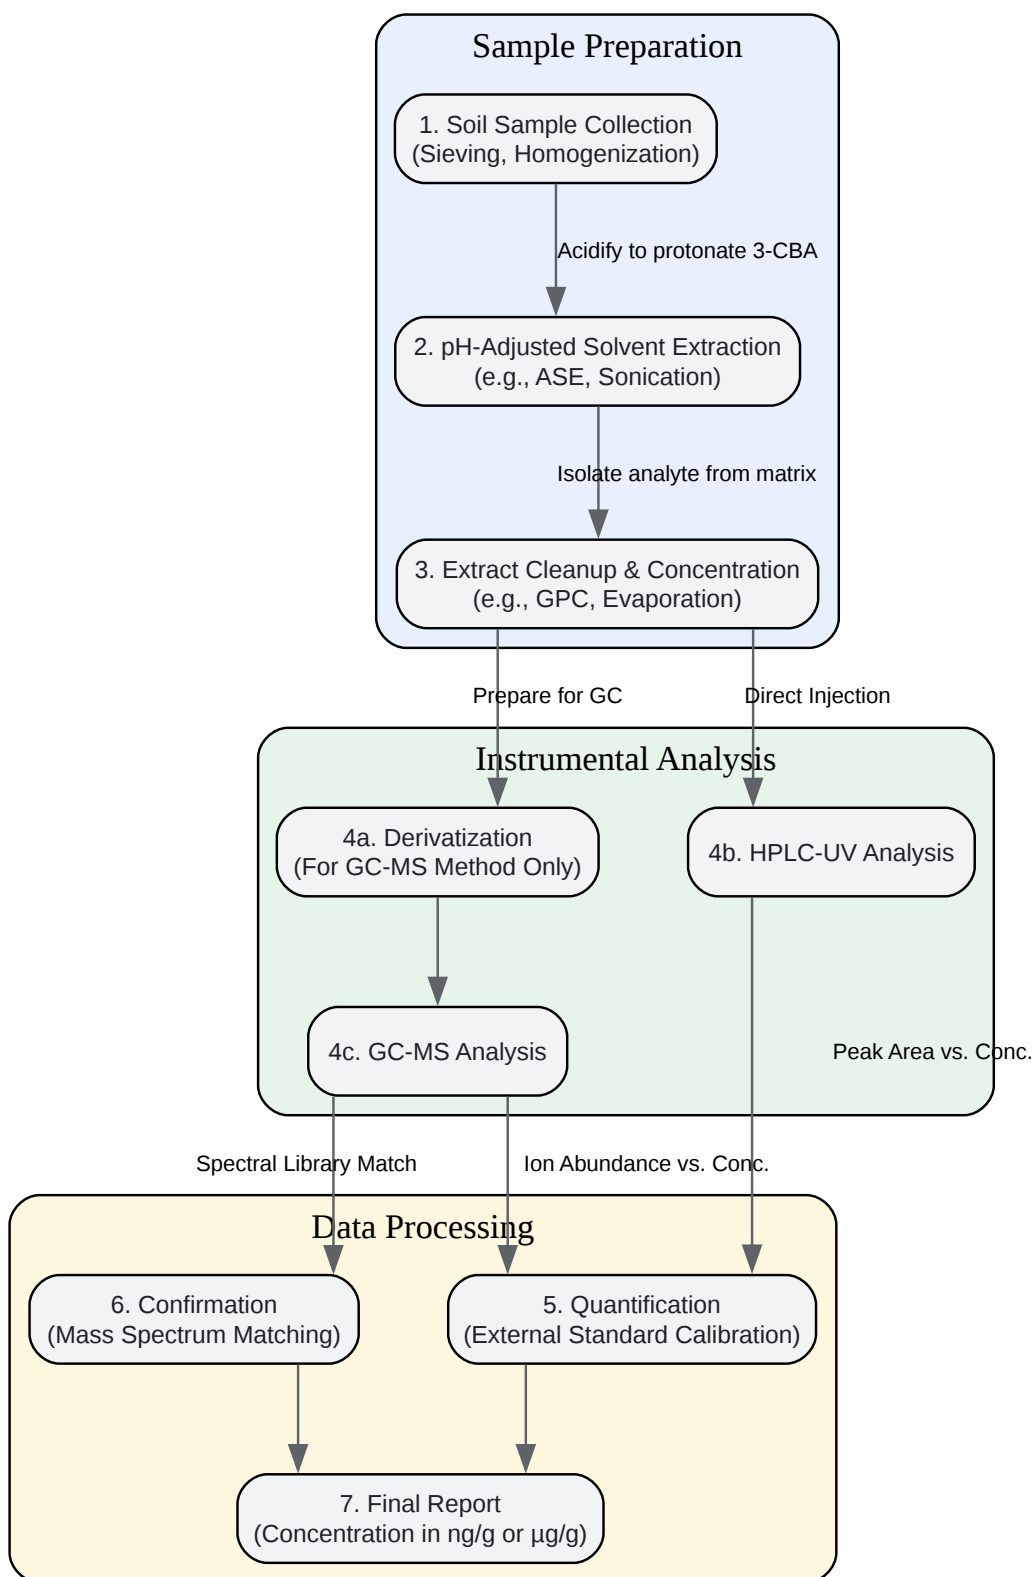 Sample Preparation
1. Soil Sample Collection
(Sieving, Homogenization)
Acidify to protonate 3-CBA
2. pH-Adjusted Solvent Extraction
(e.g., ASE, Sonication)
Isolate analyte from matrix
3. Extract Cleanup & Concentration
(e.g., GPC, Evaporation)
Prepare for GC
Direct Injection
Instrumental Analysis
4a. Derivatization
(For GC-MS Method Only)
4b. HPLC-UV Analysis
4c. GC-MS Analysis
Peak Area vs. Conc.
Spectral Library Match
Ion Abundance vs. Conc.
Data Processing
6. Confirmation
(Mass Spectrum Matching)
5. Quantification
(External Standard Calibration)
7. Final Report
(Concentration in ng/g or µg/g)